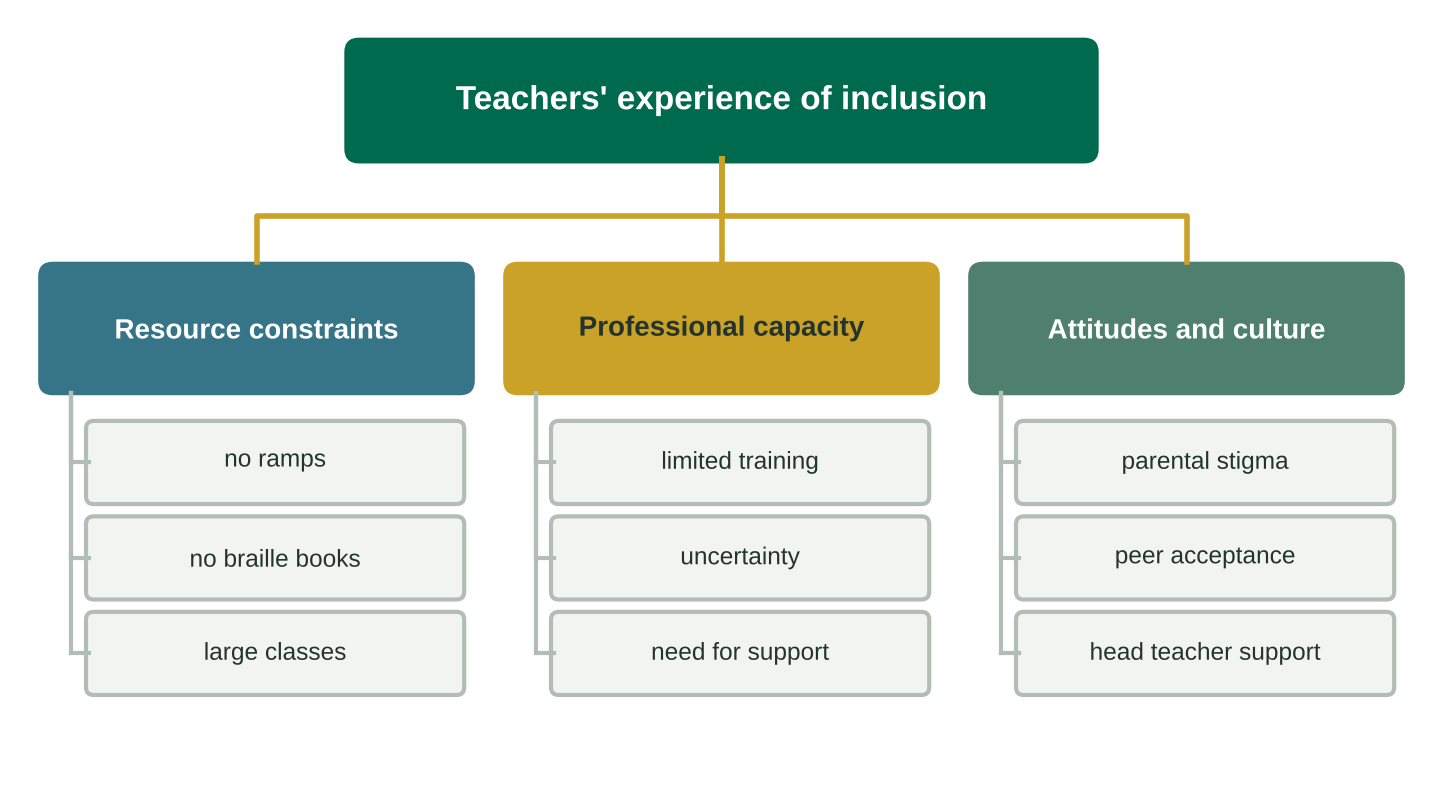 Teachers' experience of inclusion
Resource constraints
no ramps
no braille books
large classes
Professional capacity
limited training
uncertainty
need for support
Attitudes and culture
parental stigma
peer acceptance
head teacher support